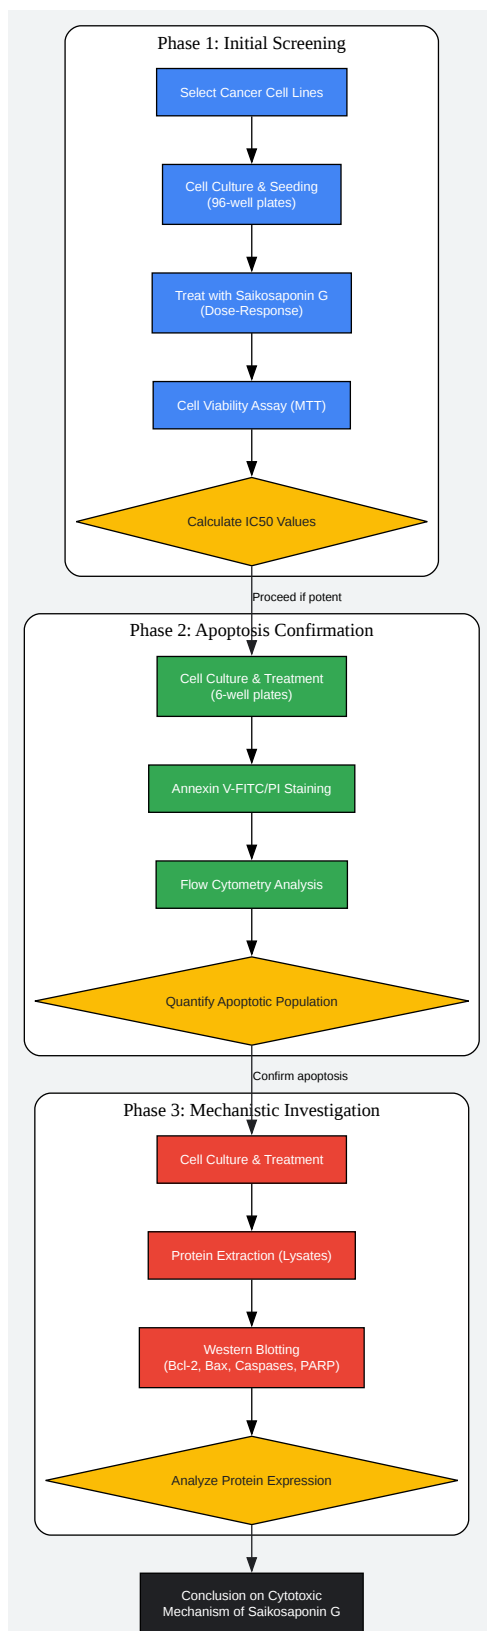 Phase 1: Initial Screening
Select Cancer Cell Lines
Cell Culture & Seeding
(96-well plates)
Treat with Saikosaponin G
(Dose-Response)
Cell Viability Assay (MTT)
Calculate IC50 Values
Proceed if potent
Phase 2: Apoptosis Confirmation
Cell Culture & Treatment
(6-well plates)
Annexin V-FITC/PI Staining
Flow Cytometry Analysis
Quantify Apoptotic Population
Confirm apoptosis
Phase 3: Mechanistic Investigation
Cell Culture & Treatment
Protein Extraction (Lysates)
Western Blotting
(Bcl-2, Bax, Caspases, PARP)
Analyze Protein Expression
Conclusion on Cytotoxic
Mechanism of Saikosaponin G